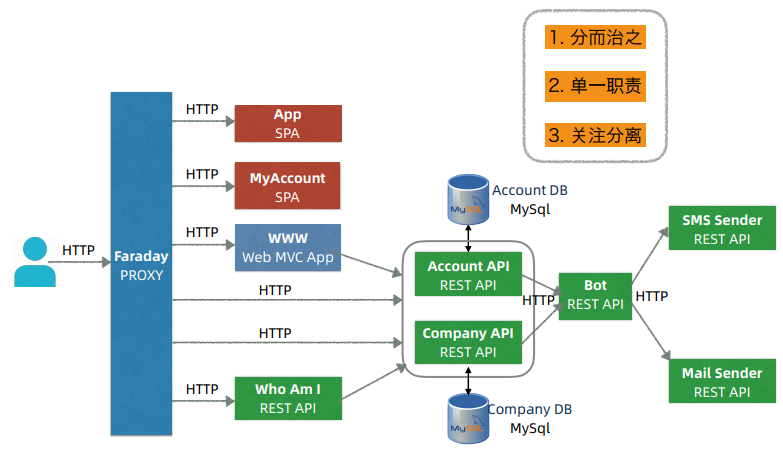 1. 分而治之
2. 单一职责
3. 关注分离
HTTP
App
SPA
HTTP
MyAccount
SPA
Account DB
MySql
MySQL
SMS Sender
REST API
HTTP
WWW
Web MVC App
HTTP
Faraday
PROXY
Account API
REST API
HTTP
HTTP
Bot
REST API
HTTP
HTTP
Company API
REST API
Mail Sender
REST API
HTTP
Who Am I
REST API
Company DB
MySql
MySQL